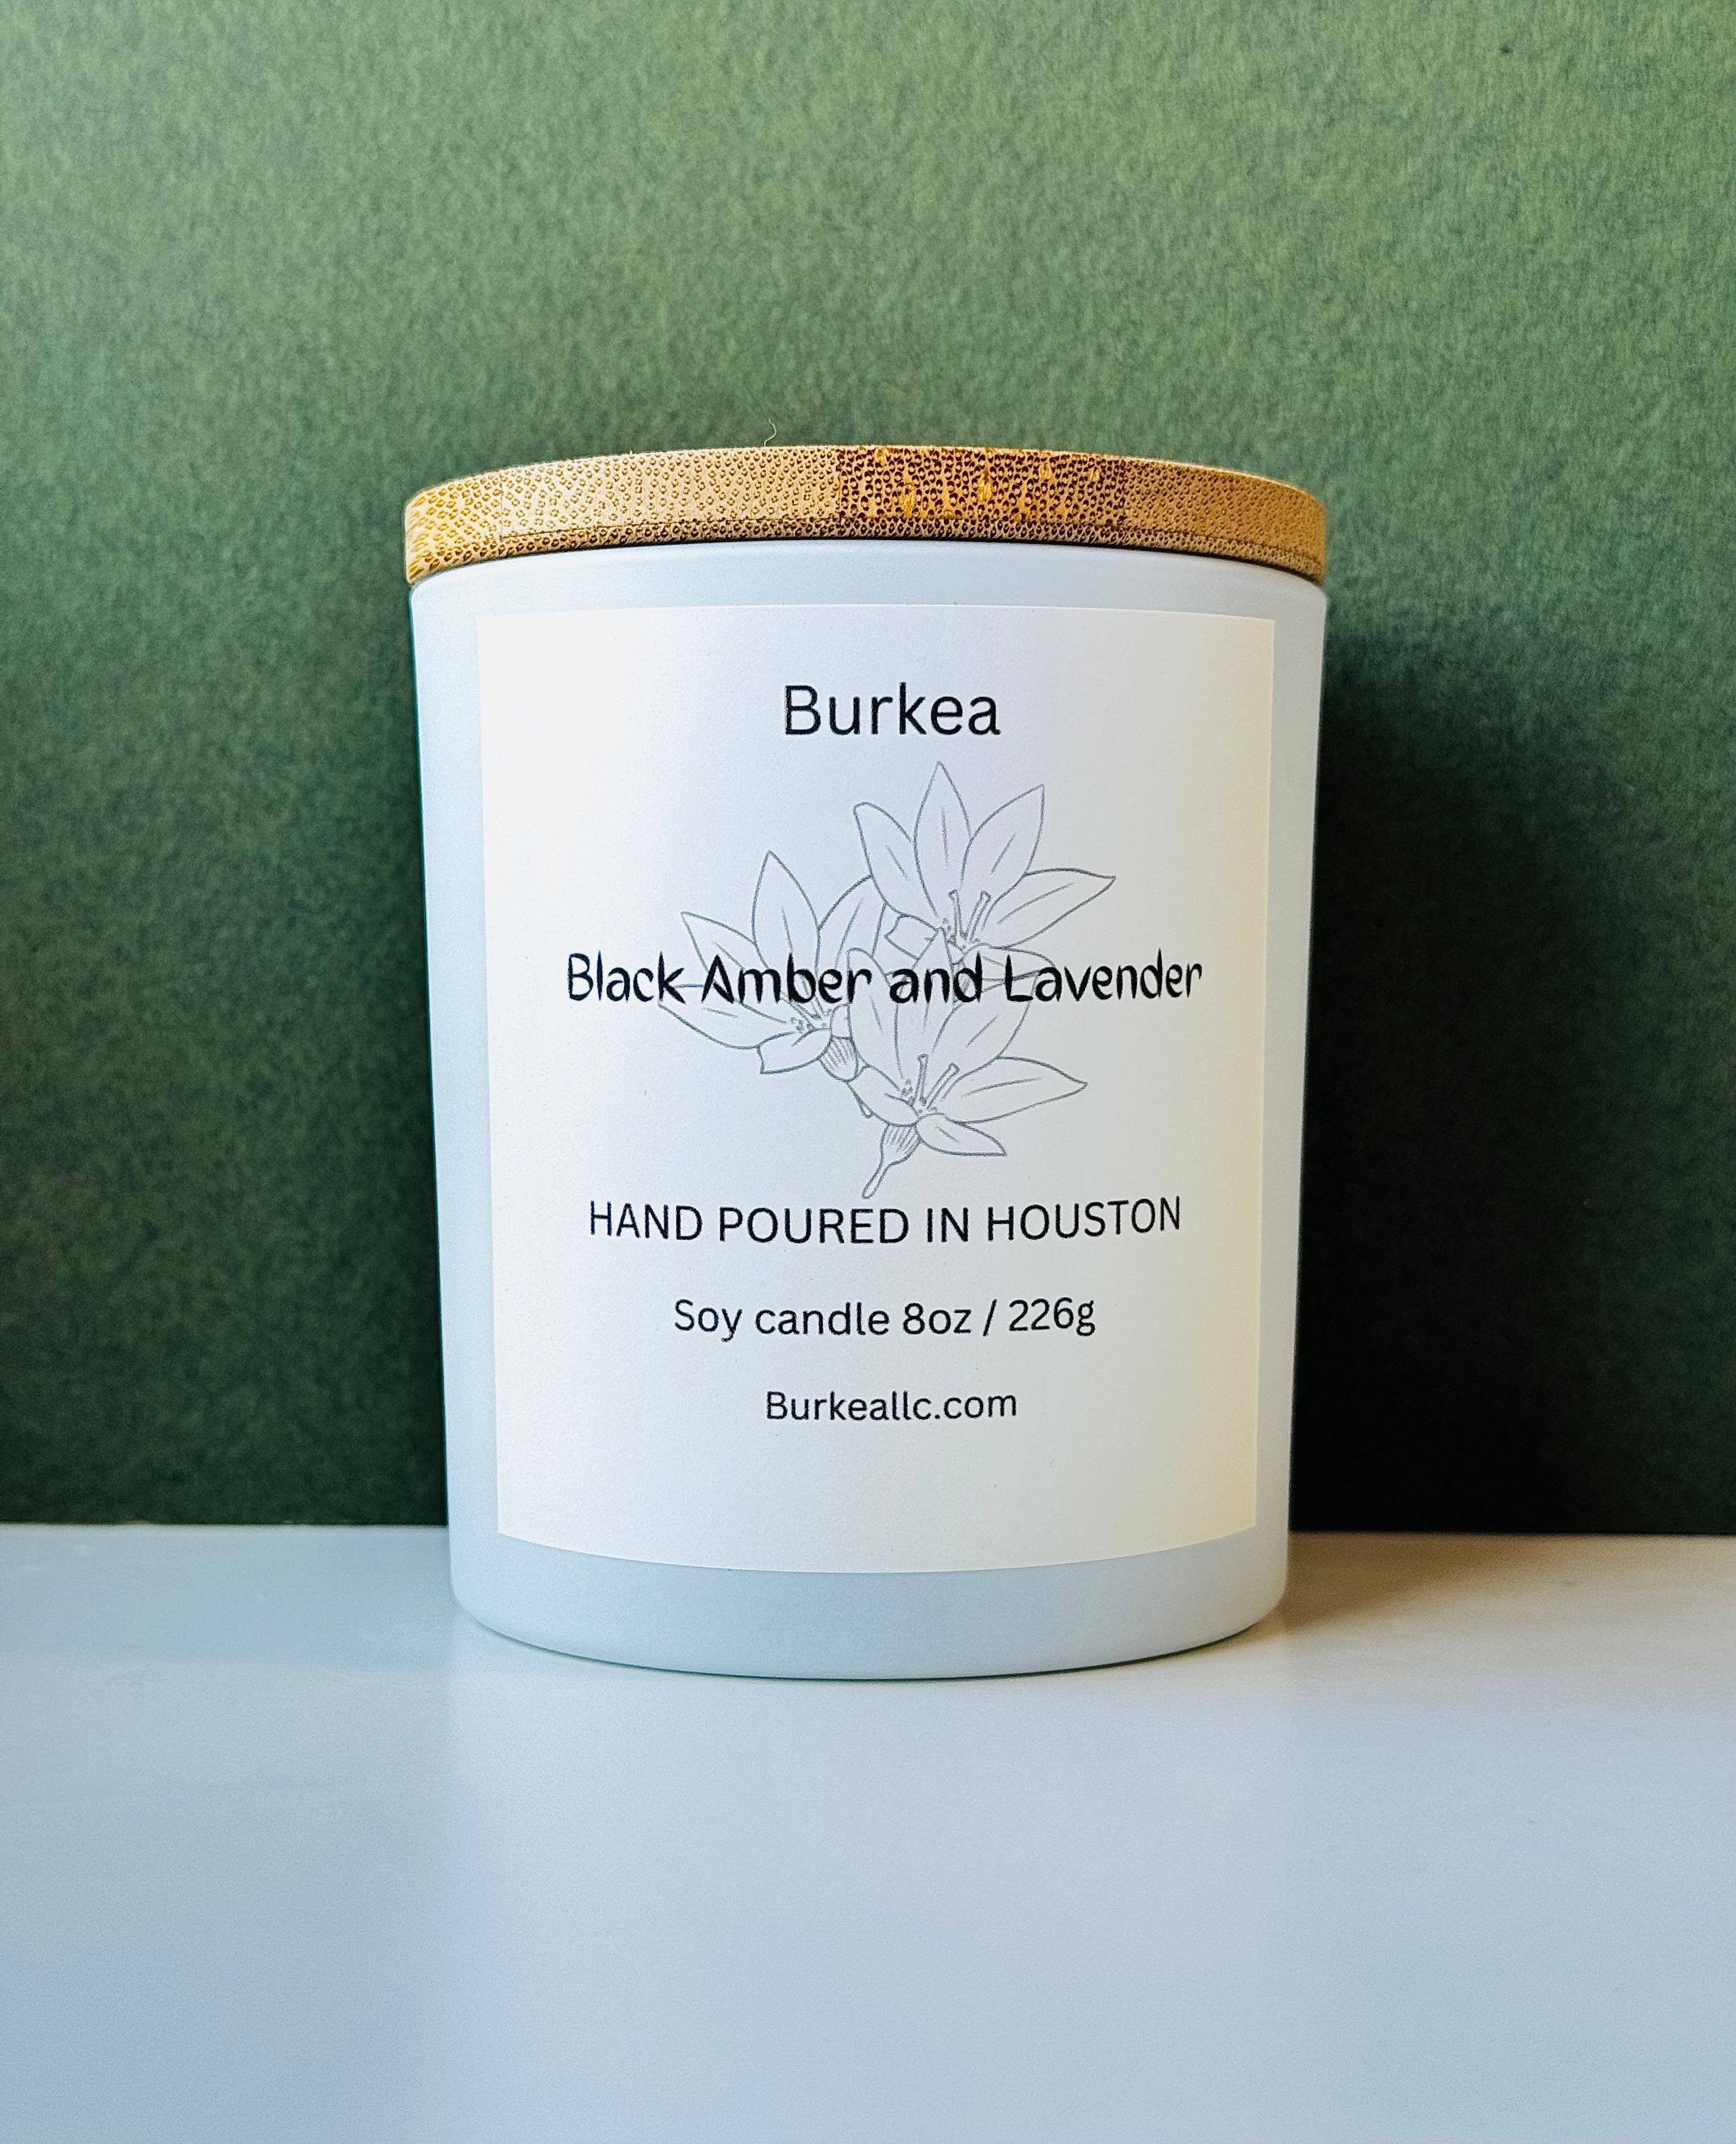 Burkea
Black Amber and Lavender
HAND POURED IN HOUSTON
Soy candle 8oz / 226g
Burkeallc.com